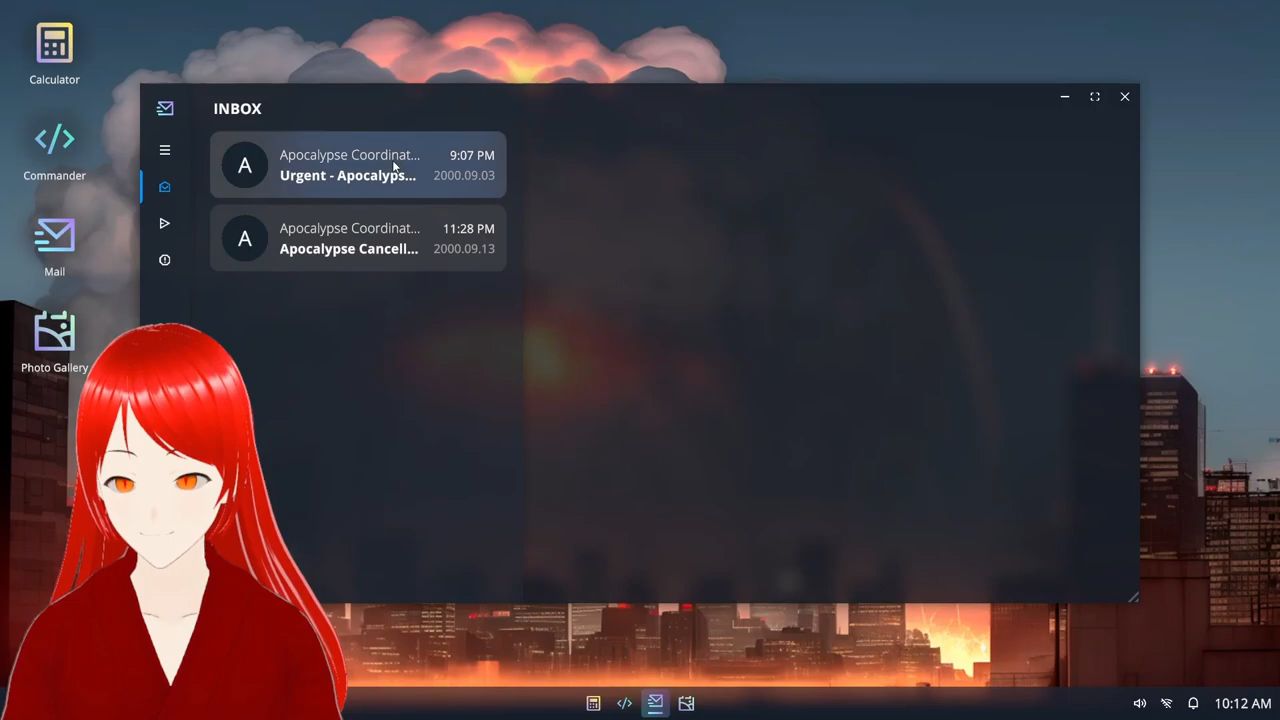 Calculator
Commander
Mail
Photo Gallery
INBOX
A
Apocalypse Coordinat... 9:07 PM
Urgent - Apocalyps... 2000.09.03
A
Apocalypse Coordinat... 11:28 PM
Apocalypse Cancell... 2000.09.13
10:12 AM